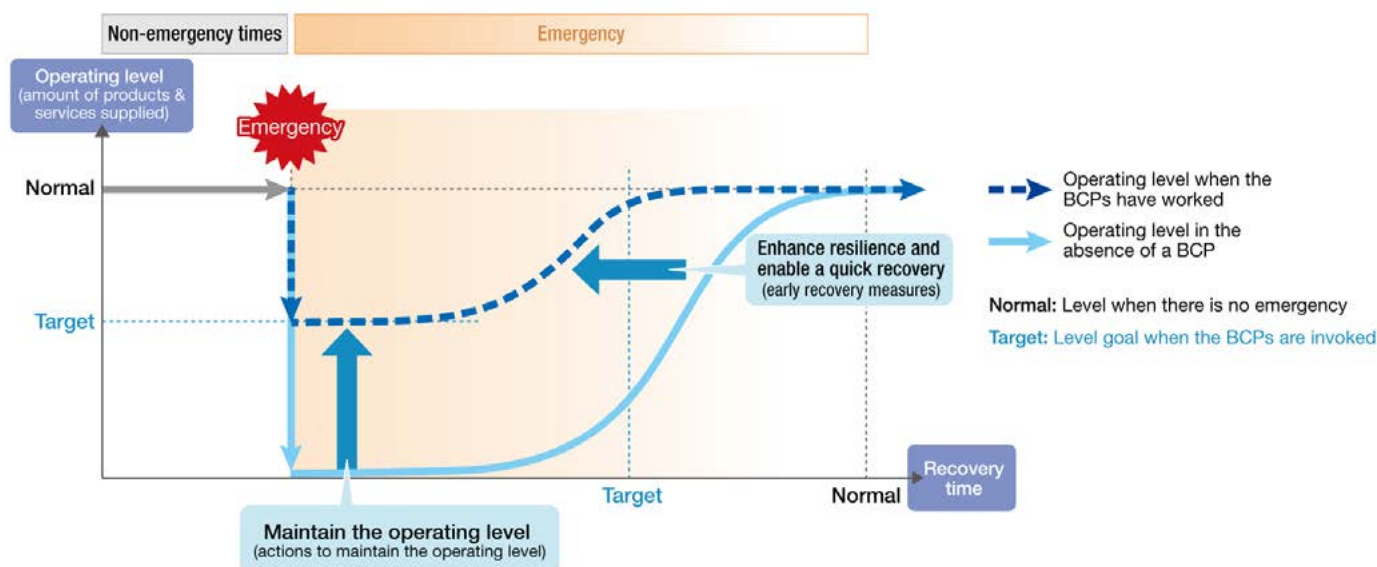 Non-emergency times
Emergency
Operating level
(amount of products &
services supplied)
Emergency
Normal
Target
Enhance resilience and
enable a quick recovery
(early recovery measures)
Maintain the operating level
(actions to maintain the operating level)
Target
Normal
Recovery
time
Operating level when the
BCPs have worked
Operating level in the
absence of a BCP
Normal: Level when there is no emergency
Target: Level goal when the BCPs are invoked